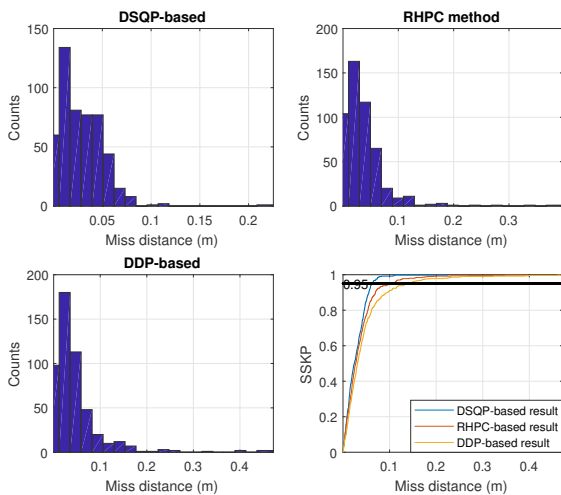 DSQP-based
150
100
50
0
Counts
0.05
0.1
0.15
0.2
Miss distance (m)
RHPC method
200
150
100
50
0
Counts
0.1
0.2
0.3
Miss distance (m)
DDP-based
200
150
100
50
0
Counts
0.1
0.2
0.3
0.4
Miss distance (m)
1
0.8
0.6
0.4
0.2
0
SSKP
0.95
DSQP-based result
RHPC-based result
DDP-based result
0.1
0.2
0.3
0.4
Miss distance (m)